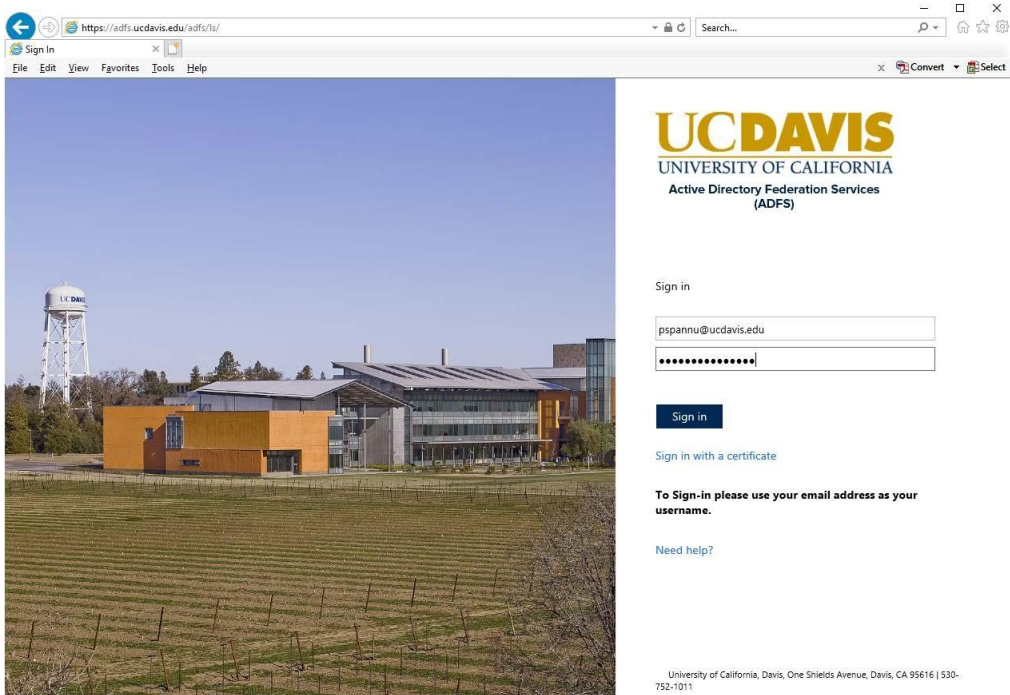 https://adfs.ucdavis.edu/adfs/ls/
Search...
Sign In
File Edit View Favorites Tools Help
Convert
Select
UC DAVIS
UCDAVIS
UNIVERSITY OF CALIFORNIA
Active Directory Federation Services
(ADFS)
Sign in
pspannu@ucdavis.edu
Sign in
Sign in with a certificate
To Sign-in please use your email address as your
username.
Need help?
University of California, Davis, One Shields Avenue, Davis, CA 95616 | 530-
752-1011